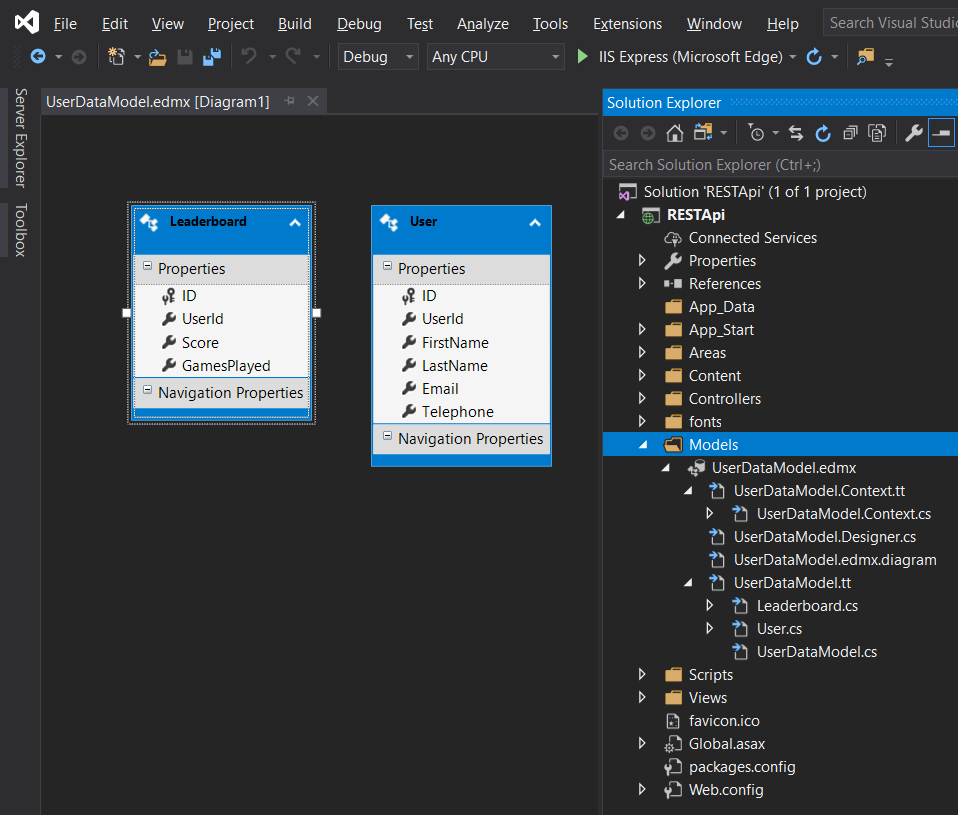 File Edit View Project Build Debug Test Analyze Tools Extensions Window Help Search Visual Studio
Debug Any CPU IIS Express (Microsoft Edge)
Server Explorer
Toolbox
UserDataModel.edmx [Diagram1]
Leaderboard
Properties
ID
UserId
Score
GamesPlayed
Navigation Properties
User
Properties
ID
UserId
FirstName
LastName
Email
Telephone
Navigation Properties
Solution Explorer
Search Solution Explorer (Ctrl+;)
Solution 'RESTApi' (1 of 1 project)
RESTApi
Connected Services
Properties
References
App_Data
App_Start
Areas
Content
Controllers
fonts
Models
UserDataModel.edmx
UserDataModel.Context.tt
UserDataModel.Context.cs
UserDataModel.Designer.cs
UserDataModel.edmx.diagram
UserDataModel.tt
Leaderboard.cs
User.cs
UserDataModel.cs
Scripts
Views
favicon.ico
Global.asax
packages.config
Web.config